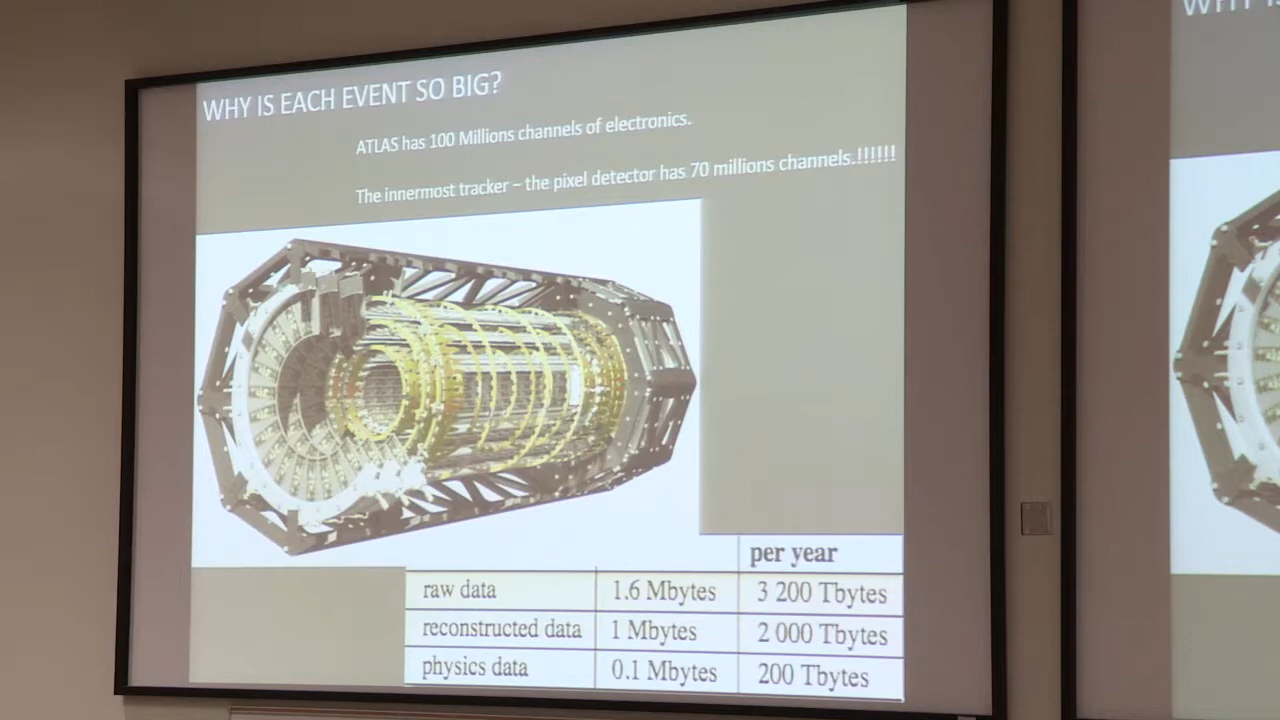 WHY IS EACH EVENT SO BIG?
ATLAS has 100 Millions channels of electronics.
The innermost tracker – the pixel detector has 70 millions channels.!!!!!!
per year
raw data 1.6 Mbytes 3 200 Tbytes
reconstructed data 1 Mbytes 2 000 Tbytes
physics data 0.1 Mbytes 200 Tbytes
WHY